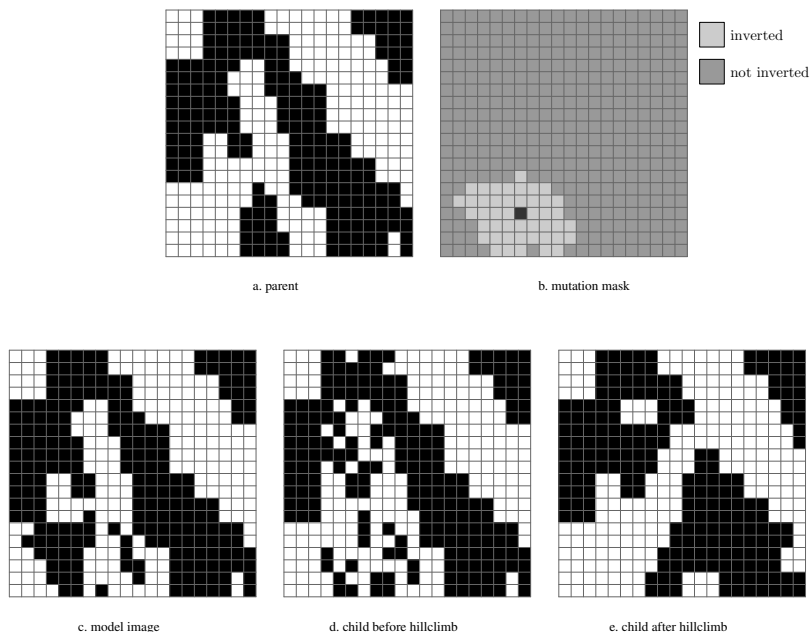 inverted
not inverted
a. parent
b. mutation mask
c. model image
d. child before hillclimb
e. child after hillclimb